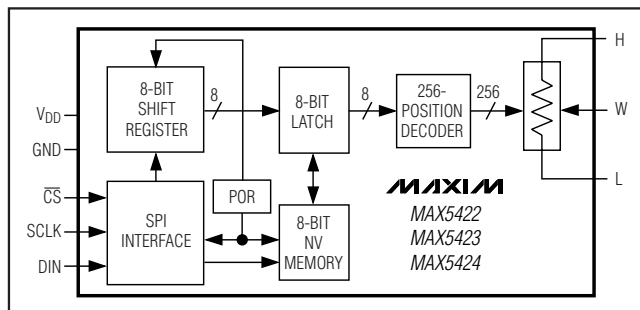 8-BIT
SHIFT
REGISTER
8
8-BIT
LATCH
8
256-
POSITION
DECODER
256
H
W
L
VDD
GND
CS
SCLK
DIN
SPI
INTERFACE
POR
8-BIT
NV
MEMORY
MAXIM
MAX5422
MAX5423
MAX5424